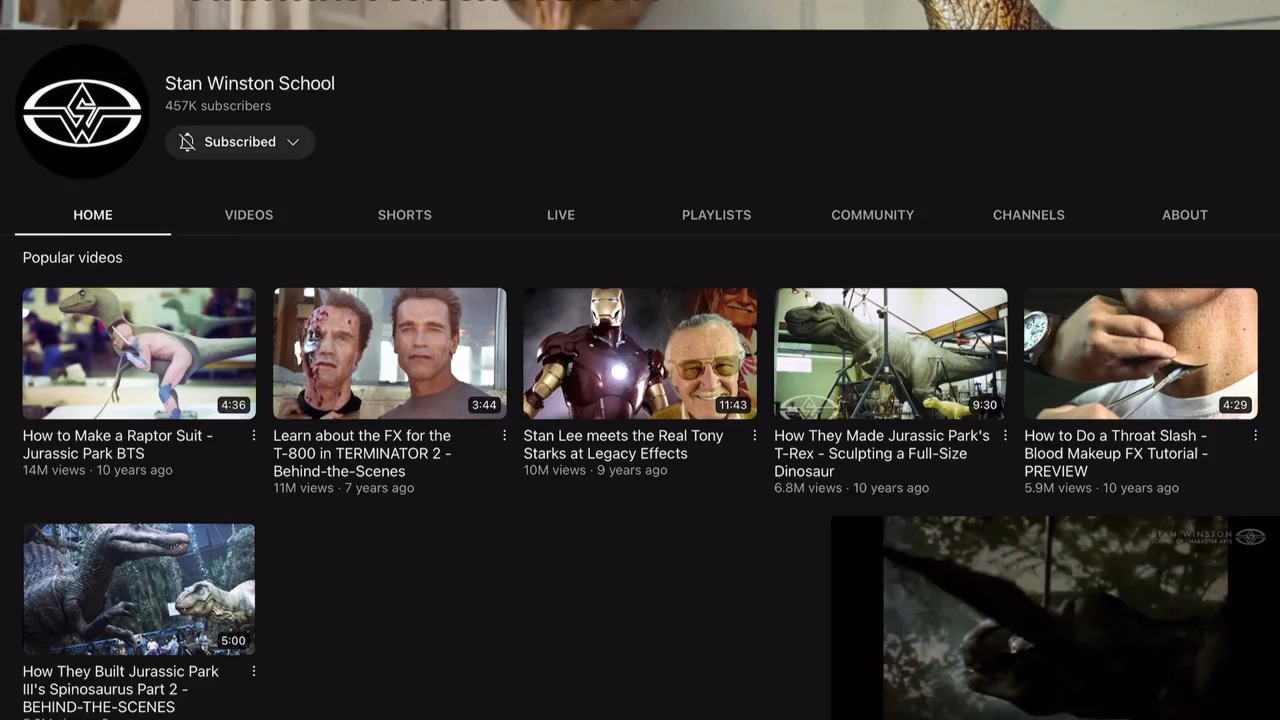 Stan Winston School
457K subscribers
Subscribed
HOME VIDEOS SHORTS LIVE PLAYLISTS COMMUNITY CHANNELS ABOUT
Popular videos
4:36
How to Make a Raptor Suit -
Jurassic Park BTS
14M views · 10 years ago
3:44
Learn about the FX for the
T-800 in TERMINATOR 2 -
Behind-the-Scenes
11M views · 7 years ago
11:43
Stan Lee meets the Real Tony
Starks at Legacy Effects
10M views · 9 years ago
9:30
How They Made Jurassic Park's
T-Rex - Sculpting a Full-Size
Dinosaur
6.8M views · 10 years ago
4:29
How to Do a Throat Slash -
Blood Makeup FX Tutorial -
PREVIEW
5.9M views · 10 years ago
5:00
How They Built Jurassic Park
III's Spinosaurus Part 2 -
BEHIND-THE-SCENES
STAN WINSTON
SCHOOL OF CHARACTER ARTS